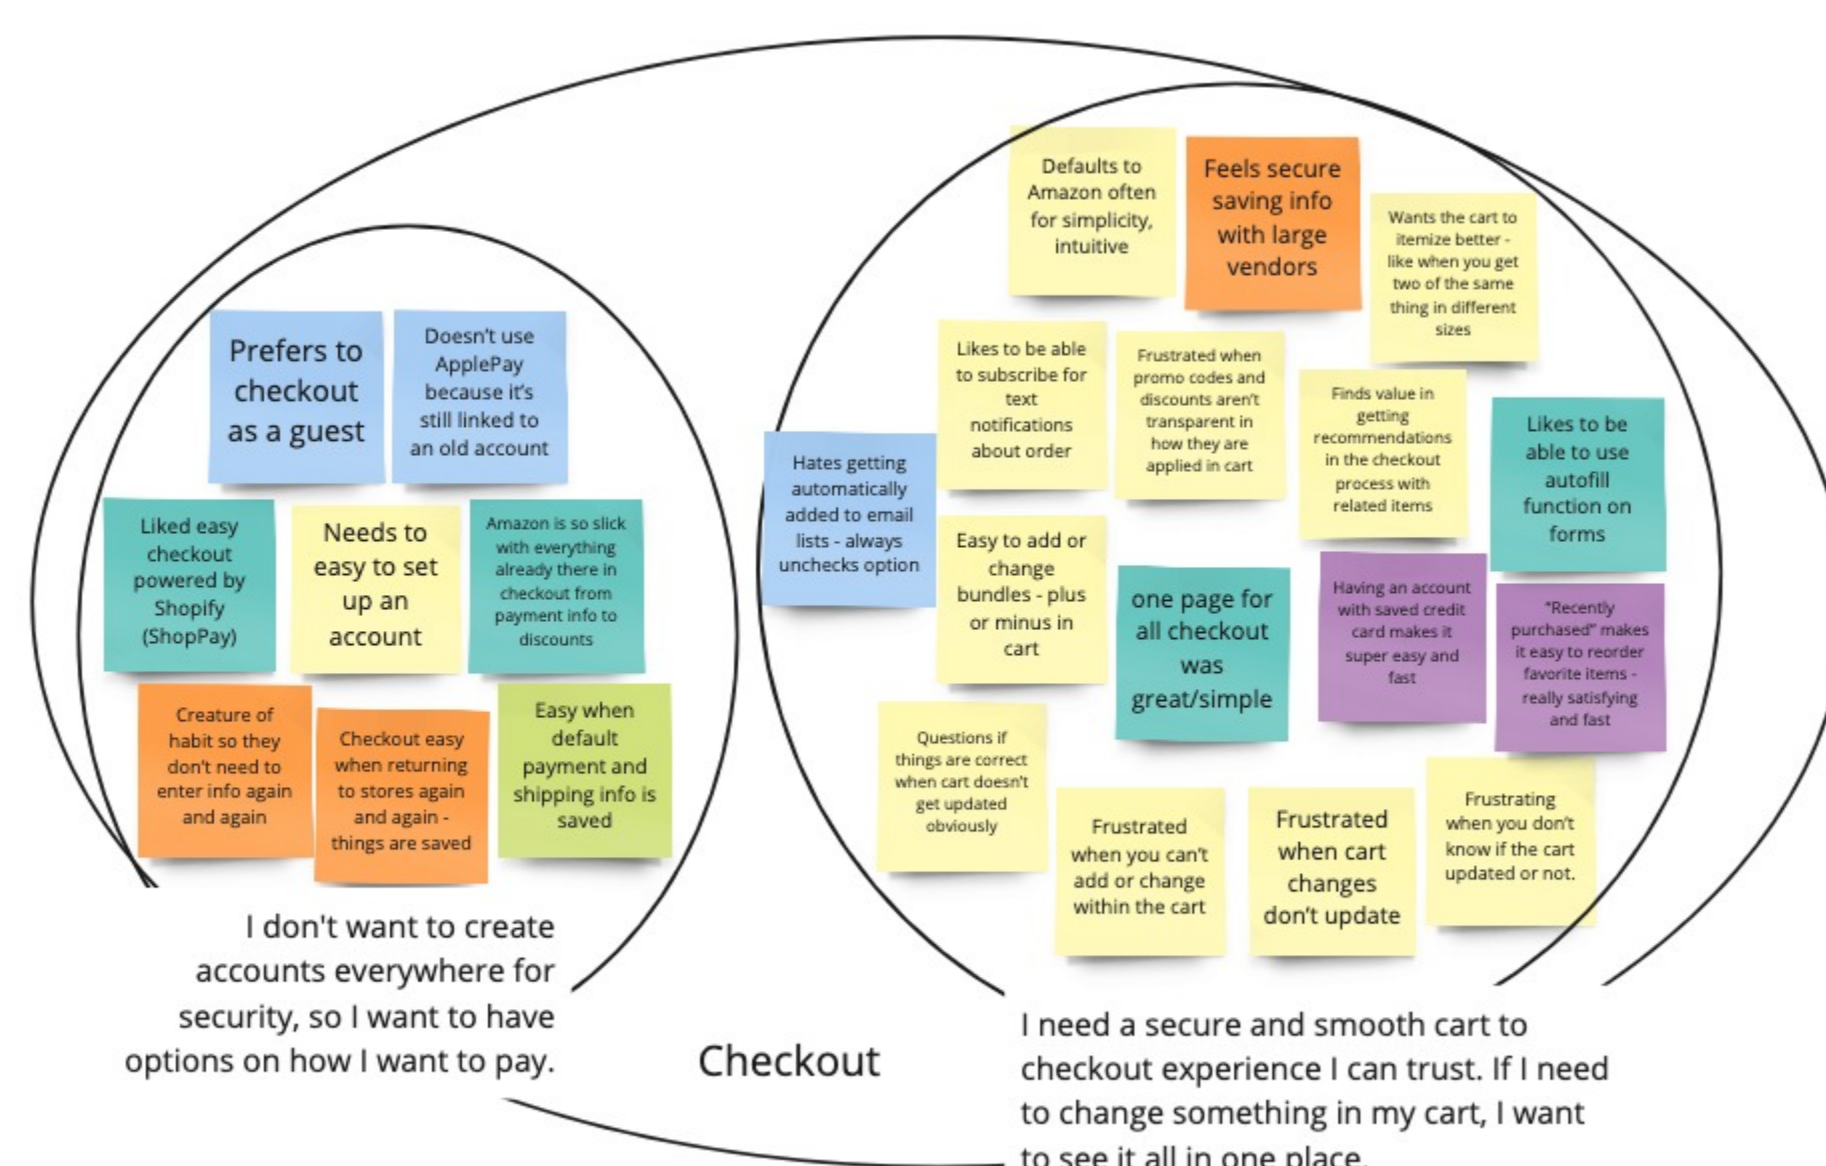 Defaults to
Amazon often
for simplicity,
intuitive
Feels secure
saving info
with large
vendors
Wants the cart to
itemize better -
like when you get
two of the same
thing in different
sizes
Prefers to
checkout
as a guest
Doesn't use
ApplePay
because it's
still linked to
an old account
Liked easy
checkout
powered by
Shopify
(ShopPay)
Needs to
easy to set
up an
account
Amazon is so slick
with everything
already there in
checkout from
payment info to
discounts
Creature of
habit so they
don't need to
enter info again
and again
Checkout easy
when returning
to stores again
and again -
things are saved
Easy when
default
payment and
shipping info is
saved
I don't want to create
accounts everywhere for
security, so I want to have
options on how I want to pay.
Likes to be able
to subscribe for
text
notifications
about order
Frustrated when
promo codes and
discounts aren't
transparent in
how they are
applied in cart
Finds value in
getting
recommendations
in the checkout
process with
related items
Likes to be
able to use
autofill
function on
forms
Hates getting
automatically
added to email
lists - always
unchecks option
Easy to add or
change
bundles - plus
or minus in
cart
one page for
all checkout
was
great/simple
Having an account
with saved credit
card makes it
super easy and
fast
"Recently
purchased" makes
it easy to reorder
favorite items -
really satisfying
and fast
Questions if
things are correct
when cart doesn't
get updated
obviously
Frustrated
when you can't
add or change
within the cart
Frustrated
when cart
changes
don't update
Frustrating
when you don't
know if the cart
updated or not.
Checkout
I need a secure and smooth cart to
checkout experience I can trust. If I need
to change something in my cart, I want
to see it all in one place.